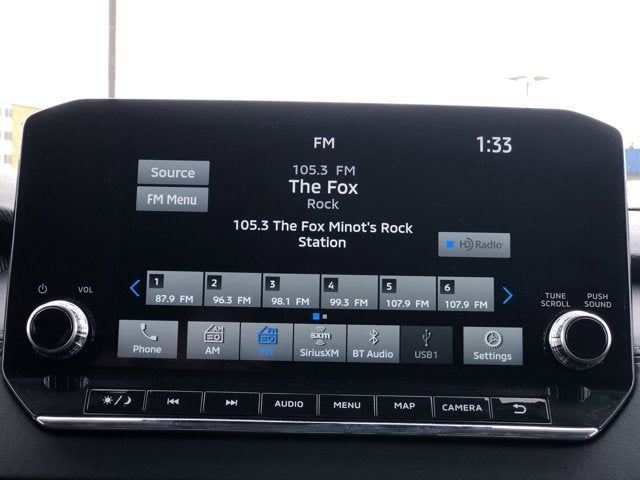 FM
1:33
Source
105.3 FM
The Fox
FM Menu
Rock
105.3 The Fox Minot's Rock
Station
HD Radio
1 2 3 4 5 6
87.9 FM 96.3 FM 98.1 FM 99.3 FM 107.9 FM 107.9 FM
VOL
TUNE SCROLL
PUSH SOUND
AM FM sxm
Phone AM FM SiriusXM BT Audio USB1 Settings
AUDIO MENU MAP CAMERA